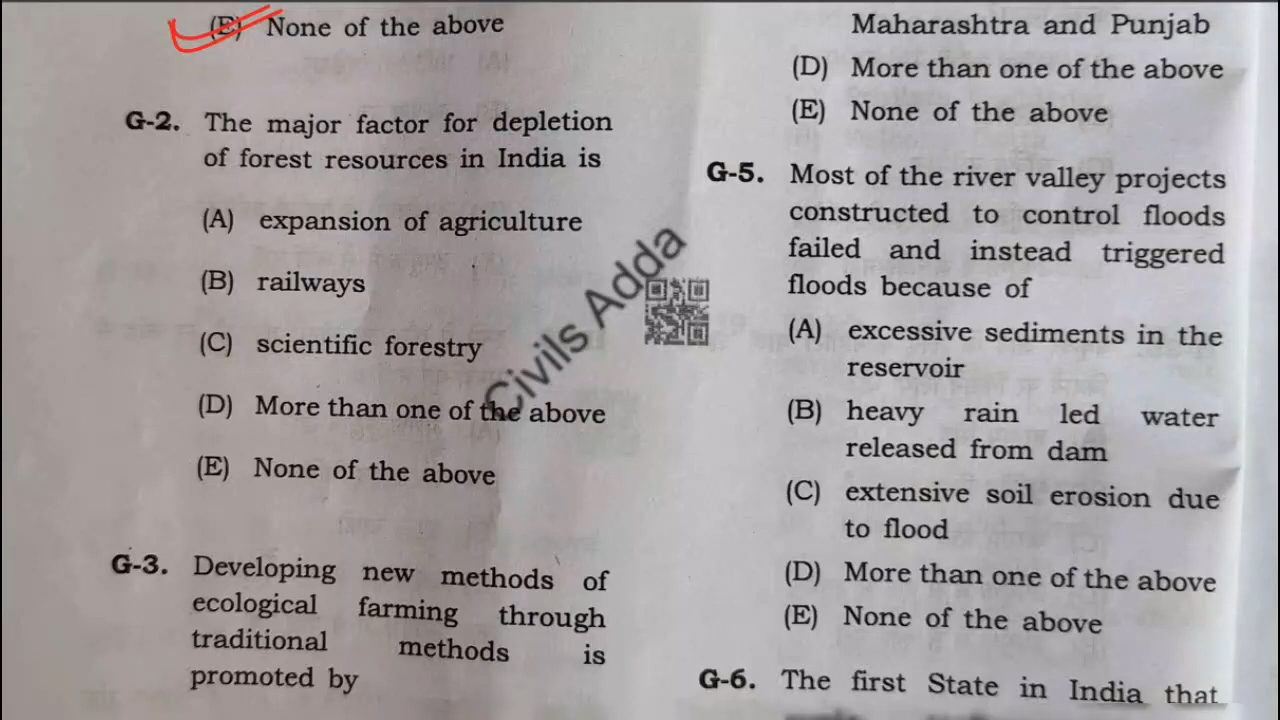 (E) None of the above
G-2. The major factor for depletion
of forest resources in India is
(A) expansion of agriculture
(B) railways
(C) scientific forestry
(D) More than one of the above
(E) None of the above
G-3. Developing new methods of
ecological farming through
traditional methods is
promoted by
Maharashtra and Punjab
(D) More than one of the above
(E) None of the above
G-5. Most of the river valley projects
constructed to control floods
failed and instead triggered
floods because of
(A) excessive sediments in the
reservoir
(B) heavy rain led water
released from dam
(C) extensive soil erosion due
to flood
(D) More than one of the above
(E) None of the above
G-6. The first State in India that
Civils Adda